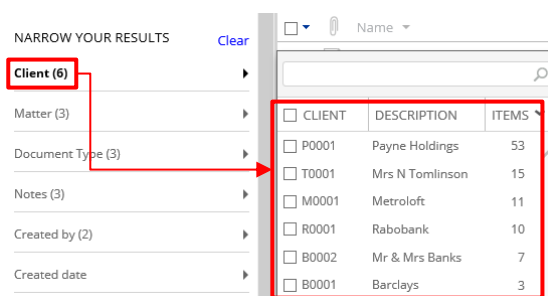 NARROW YOUR RESULTS
Clear
Client (6)
Matter (3)
Document Type (3)
Notes (3)
Created by (2)
Created date
Name
CLIENT DESCRIPTION ITEMS
P0001 Payne Holdings 53
T0001 Mrs N Tomlinson 15
M0001 Metroloft 11
R0001 Rabobank 10
B0002 Mr & Mrs Banks 7
B0001 Barclays 3